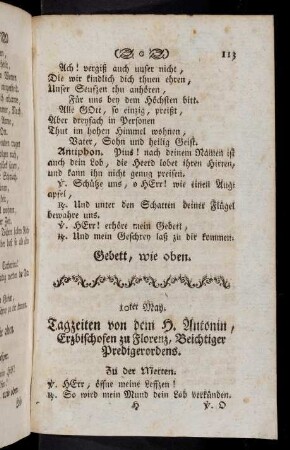 113
Ach! vergiß auch unser nicht,
Die wir kindlich dich thuen ehren,
Unser Seufzen thu anhören,
Für uns bey dem Höchsten bitt.
Alls GOtt, so einzig, preißt,
Aber dreyfach in Personen
Thut im hohen Himmel wohnen,
Vater, Sohn und heilig Geist.
Antiphon. Pius! nach deinem Namen ist
auch dein Lob, die Heerd lobet ihren Hirren,
und kann ihn nicht genug preisen.
℣. Schütze uns, o HErr! wie einen Aug-
apfel,
℟. Und unter den Schatten deiner Flügel
bewahre uns.
℣. HErr! erhöre mein Gebett,
℟. Und mein Geschrey laß zu dir kommen.
Gebett, wie oben.
10ter May.
Tagzeiten von dem H. Antonin,
Erzbischofen zu Florenz, Beichtiger
Predigerordens.
Zu der Metten.
℣. HErr, öffne meine Leffzen!
℟. So wird mein Mund dein Lob verkünden.
H ℣. O